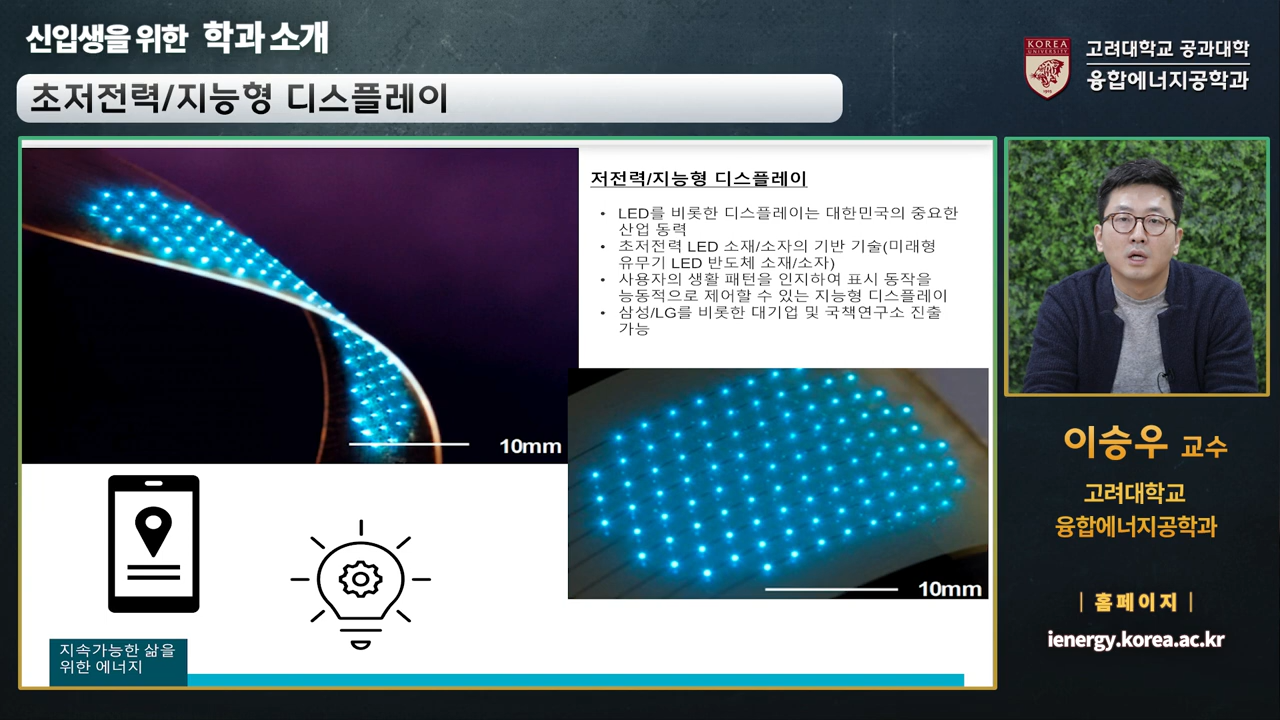 신입생을 위한 학과 소개
KOREA
UNIVERSITY
고려대학교 공과대학
융합에너지공학과
초저전력/지능형 디스플레이
저전력/지능형 디스플레이
• LED를 비롯한 디스플레이는 대한민국의 중요한
산업 동력
• 초저전력 LED 소재/소자의 기반 기술(미래형
유무기 LED 반도체 소재/소자)
• 사용자의 생활 패턴을 인지하여 표시 동작을
능동적으로 제어할 수 있는 지능형 디스플레이
• 삼성/LG를 비롯한 대기업 및 국책연구소 진출
가능
10mm
10mm
지속가능한 삶을
위한 에너지
이승우 교수
고려대학교
융합에너지공학과
| 홈페이지 |
ienergy.korea.ac.kr